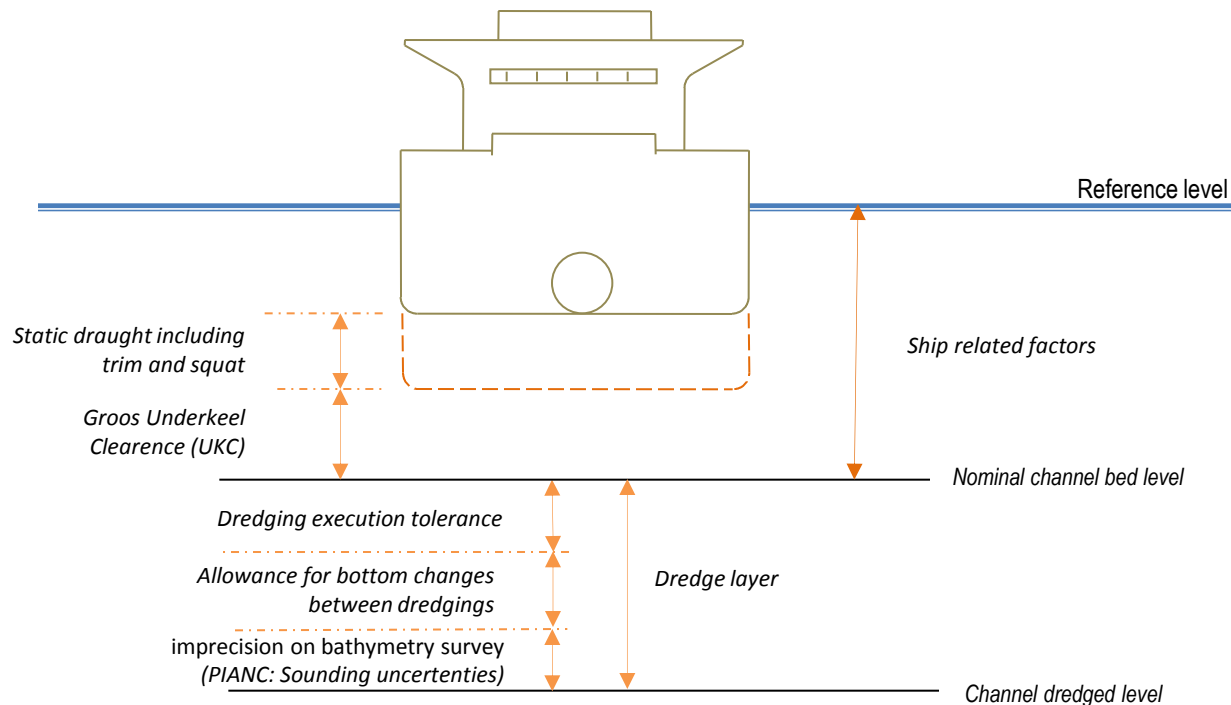 Reference level
Static draught including
trim and squat
Ship related factors
Groos Underkeel
Clearence (UKC)
Nominal channel bed level
Dredging execution tolerance
Allowance for bottom changes
between dredgings
Dredge layer
imprecision on bathymetry survey
(PIANC: Sounding uncertenties)
Channel dredged level